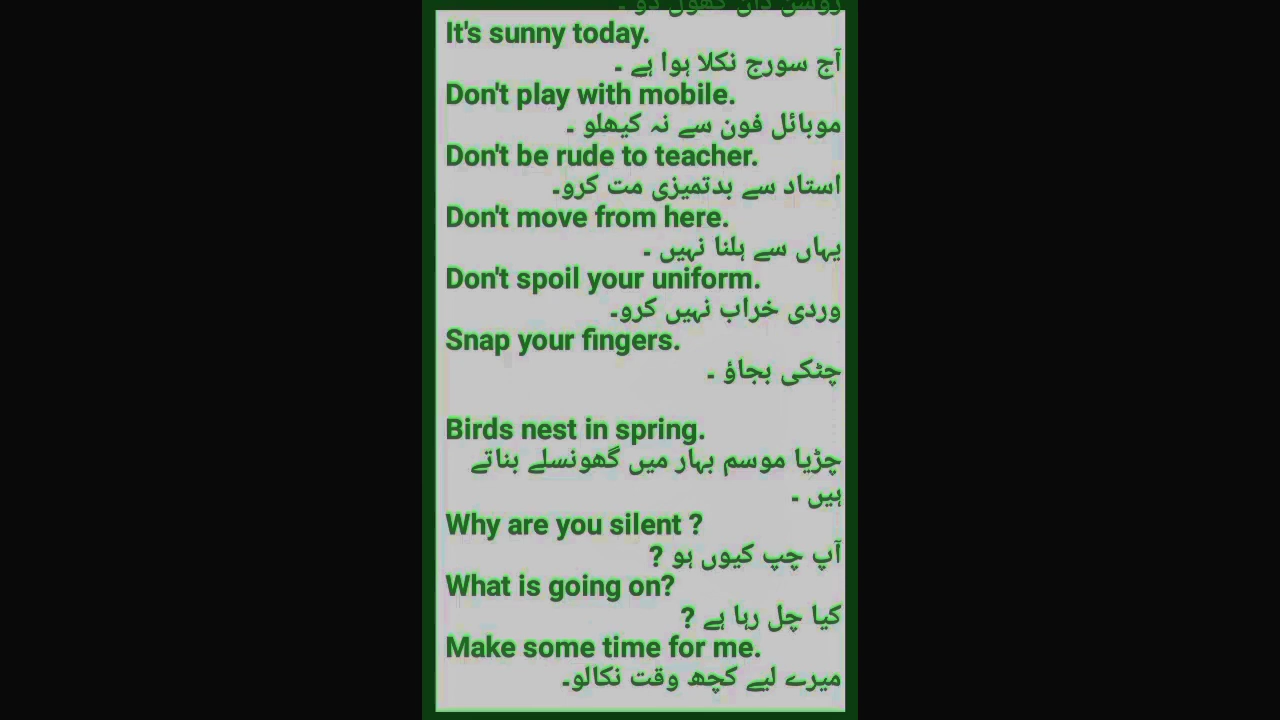 روشن دان کھول دو ۔
It's sunny today.
آج سورج نکلا ہوا ہے ۔
Don't play with mobile.
موبائل فون سے نہ کیھلو ۔
Don't be rude to teacher.
استاد سے بدتمیزی مت کرو۔
Don't move from here.
یہاں سے ہلنا نہیں ۔
Don't spoil your uniform.
وردی خراب نہیں کرو۔
Snap your fingers.
چٹکی بجاؤ ۔
Birds nest in spring.
چڑیا موسم بہار میں گھونسلے بناتے
ہیں ۔
Why are you silent ?
آپ چپ کیوں ہو ?
What is going on?
کیا چل رہا ہے ?
Make some time for me.
میرے لیے کچھ وقت نکالو۔